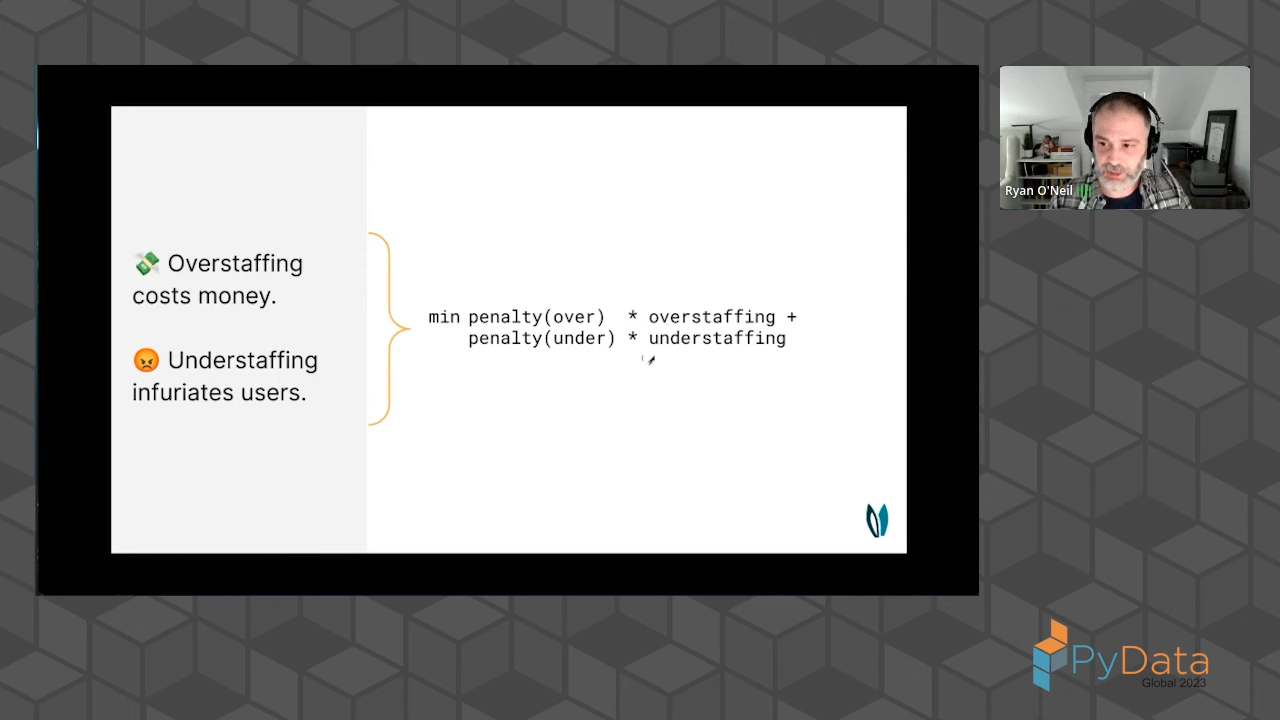 💸 Overstaffing
costs money.
😡 Understaffing
infuriates users.
min penalty(over) * overstaffing +
penalty(under) * understaffing
Ryan O'Neil
PyData
Global 2023